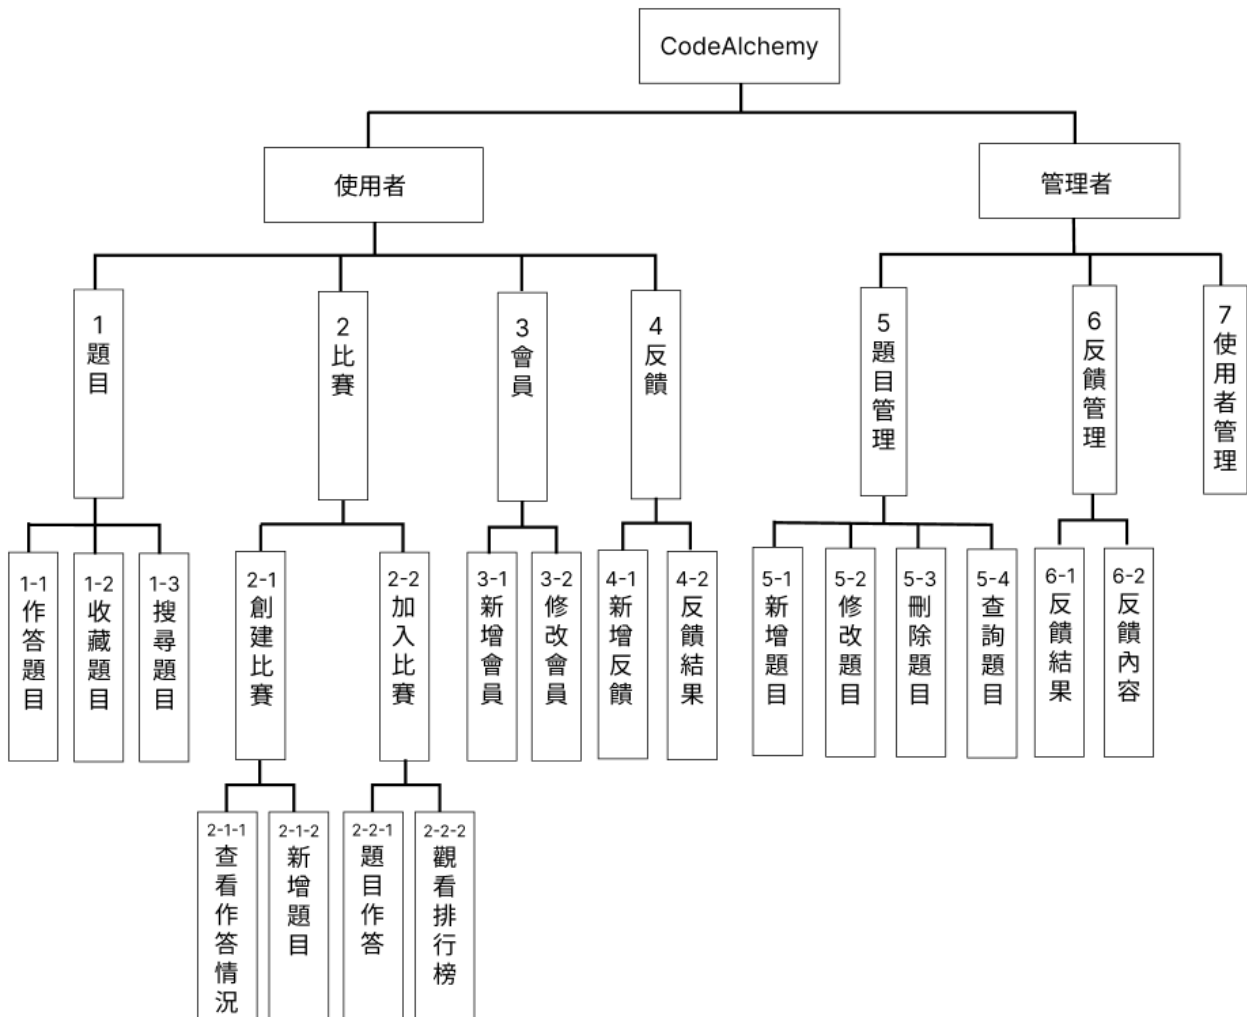 CodeAlchemy
使用者
管理者
1
題目
2
比賽
3
會員
4
反饋
5
題目管理
6
反饋管理
7
使用者管理
1-1
作答題目
1-2
收藏題目
1-3
搜尋題目
2-1
創建比賽
2-2
加入比賽
3-1
新增會員
3-2
修改會員
4-1
新增反饋
4-2
反饋結果
5-1
新增題目
5-2
修改題目
5-3
刪除題目
5-4
查詢題目
6-1
反饋結果
6-2
反饋內容
2-1-1
查看作答情況
2-1-2
新增題目
2-2-1
題目作答
2-2-2
觀看排行榜